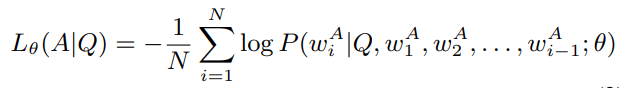 L_θ(A|Q) = −\frac{1}{N} \sum_{i=1}^{N} \log P(w_i^A|Q, w_1^A, w_2^A, \ldots, w_{i−1}^A; θ)